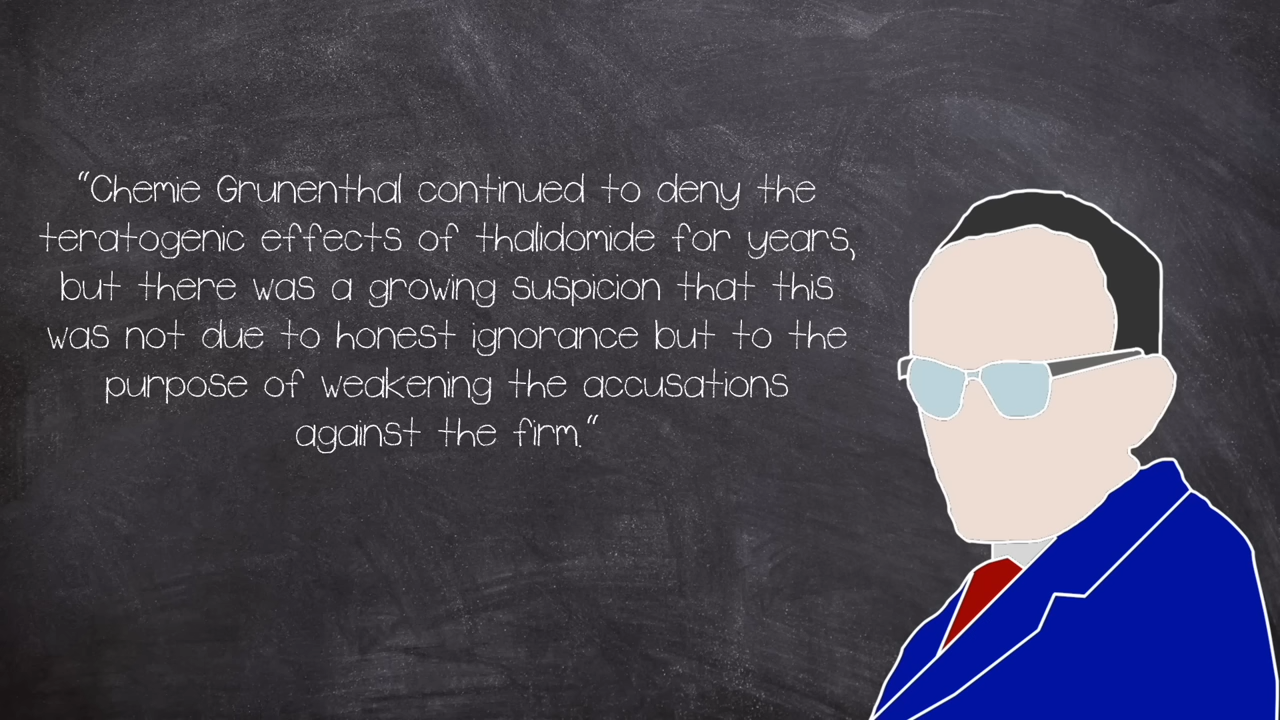 "Chemie Grunenthal continued to deny the
teratogenic effects of thalidomide for years,
but there was a growing suspicion that this
was not due to honest ignorance but to the
purpose of weakening the accusations
against the firm."